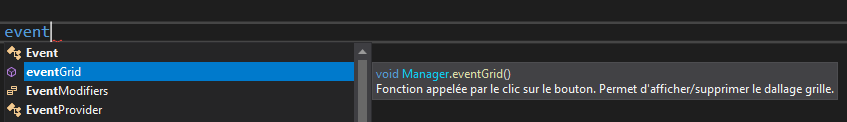 event
Event
eventGrid
void Manager.eventGrid()
EventModifiers
Fonction appelée par le clic sur le bouton. Permet d'afficher/supprimer le dallage grille.
EventProvider